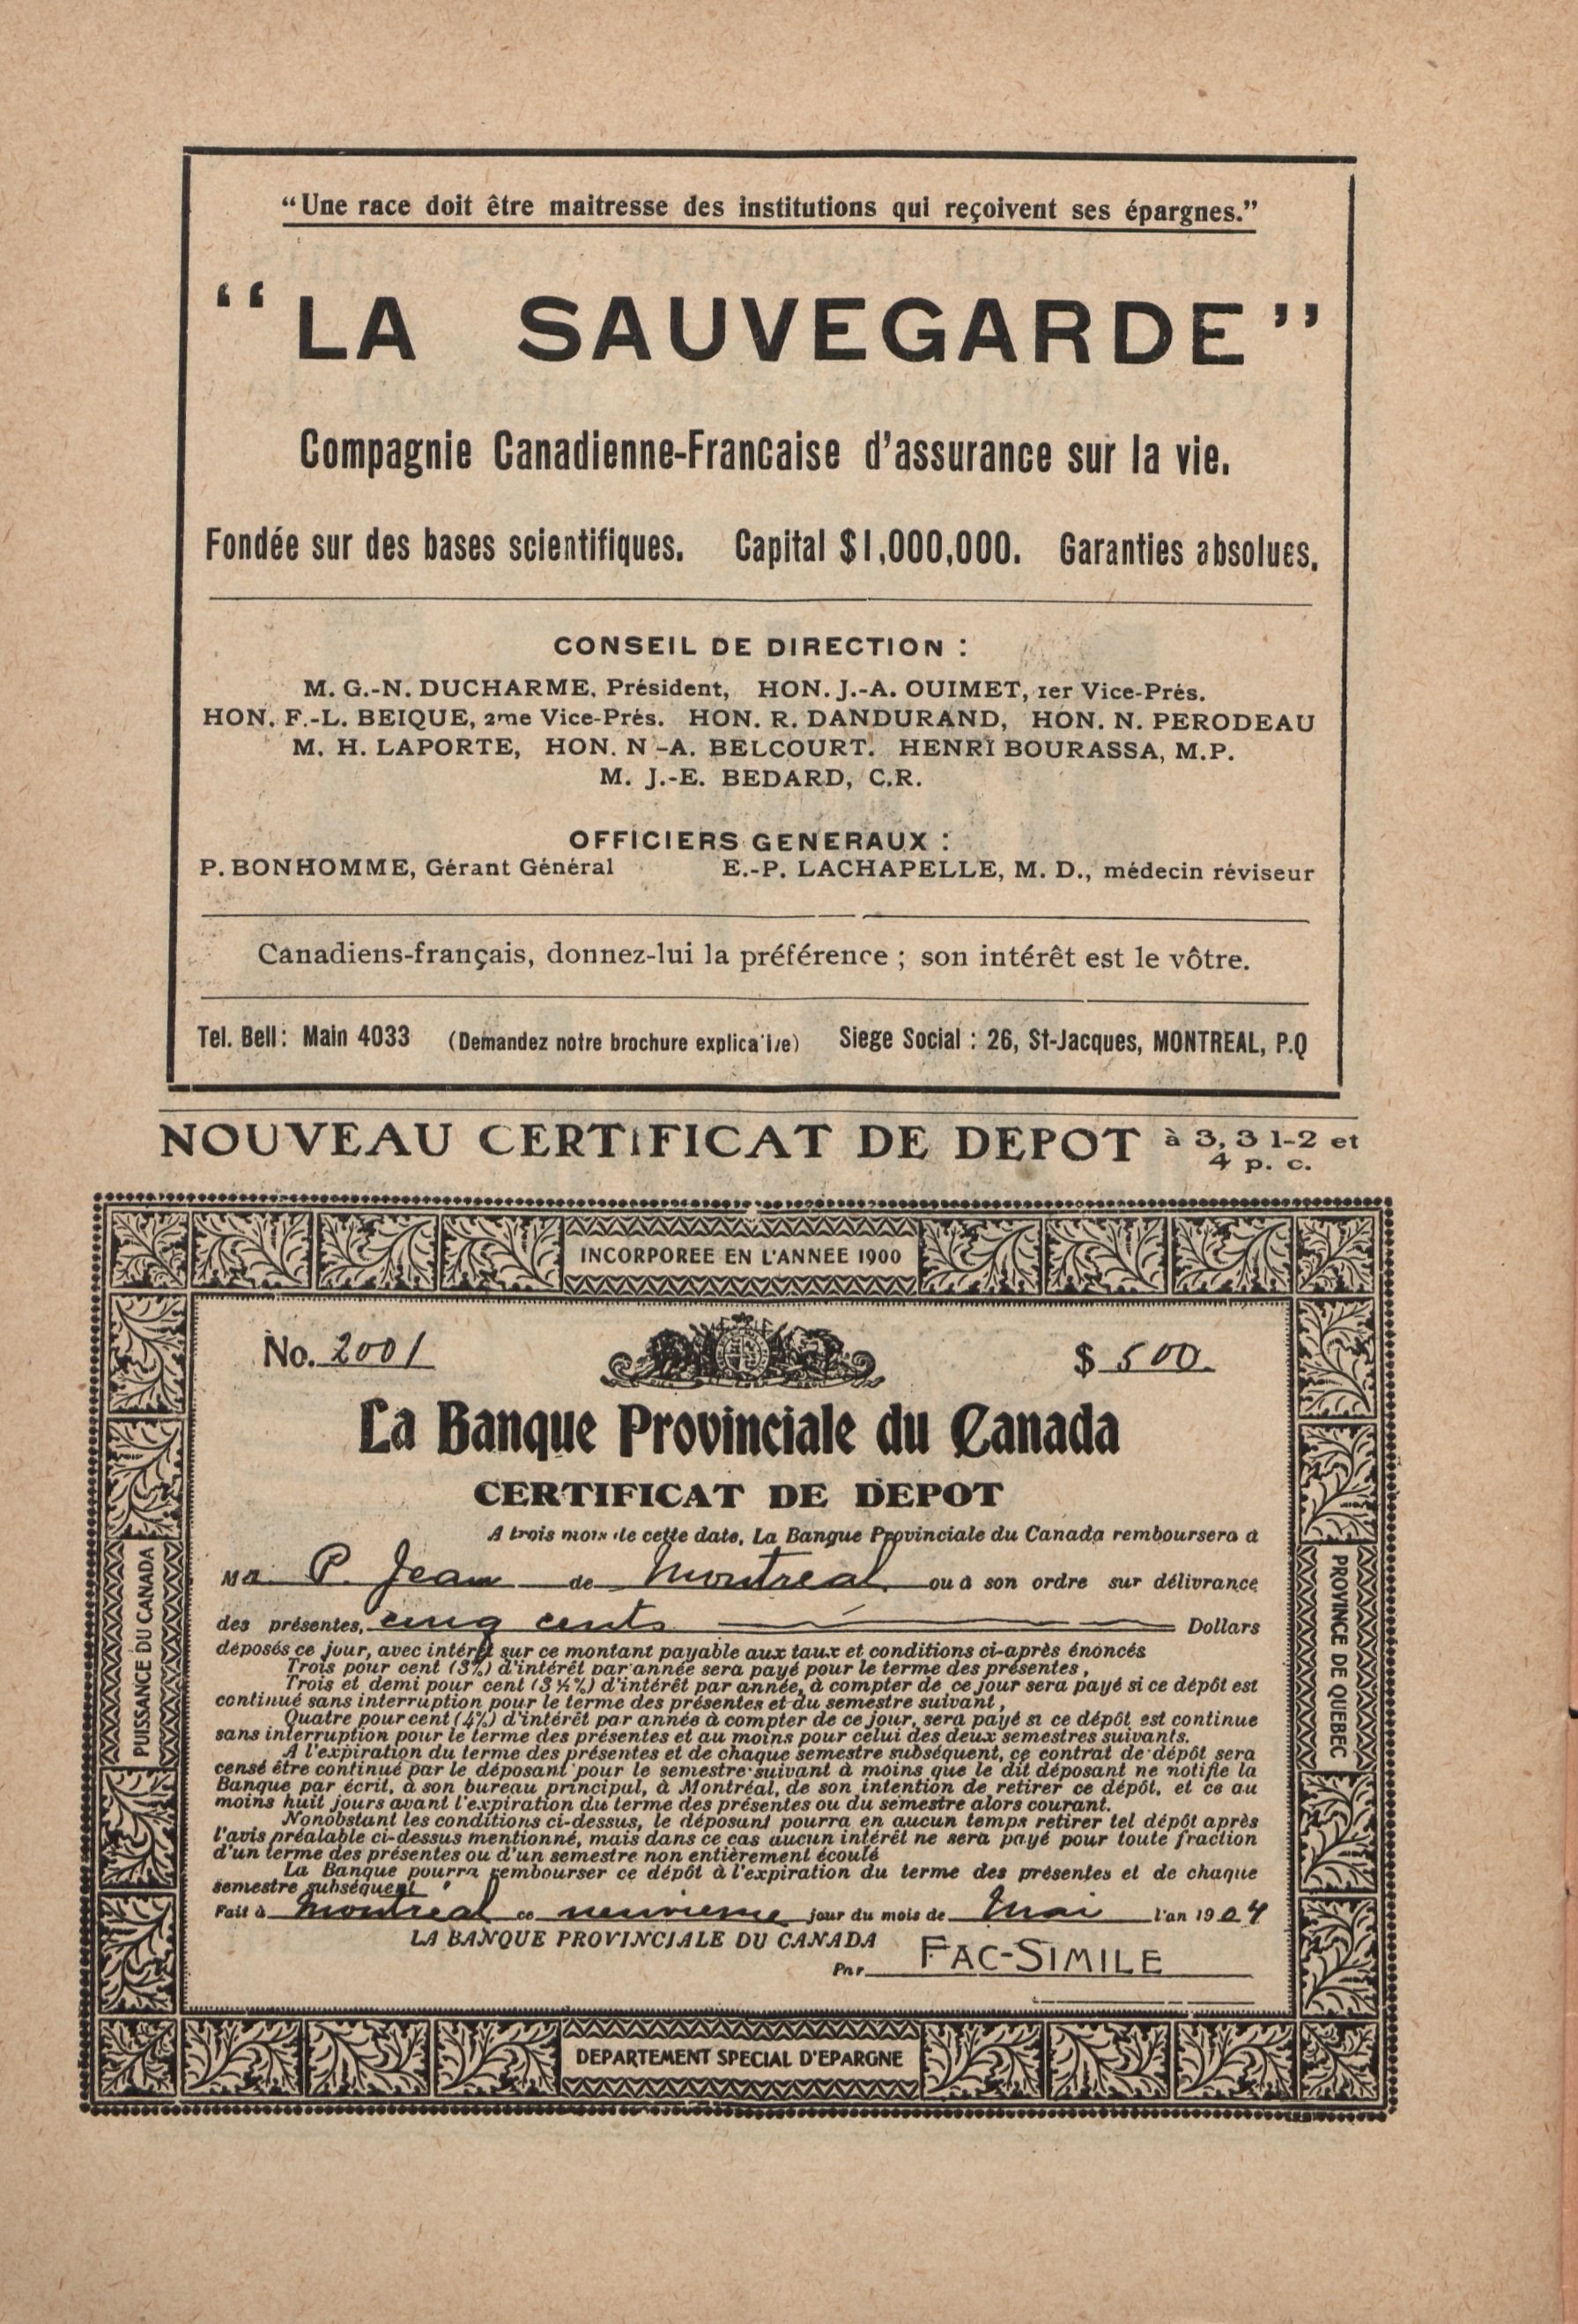 “Une race doit être maitresse des institutions qui reçoivent ses épargnes.”
“LA SAUVEGARDE”
Compagnie Canadienne-Francaise d'assurance sur la vie.
Fondée sur des bases scientifiques. Capital $1,000,000. Garanties absolues.
CONSEIL DE DIRECTION :
M. G.-N. DUCHARME, Président, HON. J.-A. OUIMET, 1er Vice-Prés.
HON. F.-L. BEIQUE, 2me Vice-Prés. HON. R. DANDURAND, HON. N. PERODEAU
M. H. LAPORTE, HON. N-A. BELCOURT. HENRI BOURASSA, M.P.
M. J.-E. BEDARD, C.R.
OFFICIERS GENERAUX :
P. BONHOMME, Gérant Général E.-P. LACHAPELLE, M. D., médecin réviseur
Canadiens-français, donnez-lui la préférence ; son intérêt est le vôtre.
Tel. Bell: Main 4033 (Demandez notre brochure explicative) Siege Social : 26, St-Jacques, MONTREAL, P.Q
NOUVEAU CERTIFICAT DE DEPOT à 3, 3 1-2 et
4 p. c.
INCORPOREE EN L'ANNEE 1900
No. 2001 $ 500
La Banque Provinciale du Canada
CERTIFICAT DE DEPOT
A trois mois de cette date, La Banque Provinciale du Canada remboursera à
M P. Jean de Montreal ou à son ordre sur délivrance
des présentes, cinq cents Dollars
déposés ce jour, avec intérêt sur ce montant payable aux taux et conditions ci-après énoncés
Trois pour cent (3%) d'intérêt par année sera payé pour le terme des présentes,
Trois et demi pour cent (3 ½%) d'intérêt par année, à compter de ce jour sera payé si ce dépôt est
continué sans interruption pour le terme des présentes et du semestre suivant,
Quatre pour cent (4%) d'intérêt par année à compter de ce jour, sera payé si ce dépôt est continue
sans interruption pour le terme des présentes et au moins pour celui des deux semestres suivants.
A l'expiration du terme des présentes et de chaque semestre subséquent, ce contrat de dépôt sera
censé être continué par le déposant pour le semestre suivant à moins que le dit déposant ne notifie la
Banque par écrit, à son bureau principal, à Montréal, de son intention de retirer ce dépôt, et ce au
moins huit jours avant l'expiration du terme des présentes ou du semestre alors courant.
Nonobstant les conditions ci-dessus, le déposant pourra en aucun temps retirer tel dépôt après
l'avis préalable ci-dessus mentionné, mais dans ce cas aucun intérêt ne sera payé pour toute fraction
d'un terme des présentes ou d'un semestre non entièrement écoulé
La Banque pourra rembourser ce dépôt à l'expiration du terme des présentes et de chaque
semestre subséquent
Fait à Montreal ce neuvieme jour du mois de Mai l'an 1904
LA BANQUE PROVINCIALE DU CANADA
Par FAC-SIMILE
PUISSANCE DU CANADA
PROVINCE DE QUEBEC
DEPARTEMENT SPECIAL D'EPARGNE